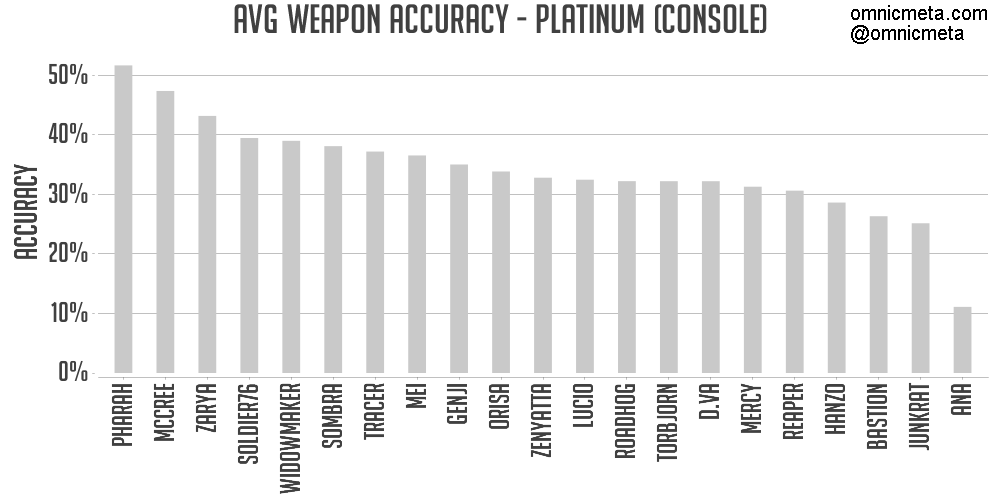 AVG WEAPON ACCURACY - PLATINUM (CONSOLE)
omnicmeta.com
@omnicmeta
ACCURACY
50%
40%
30%
20%
10%
0%
PHARAH
MCCREE
ZARYA
SOLDIER76
WIDOWMAKER
SOMBRA
TRACER
MEI
GENJI
ORISA
ZENYATTA
LUCIO
ROADHOG
TORBJORN
D.VA
MERCY
REAPER
HANZO
BASTION
JUNKRAT
ANA